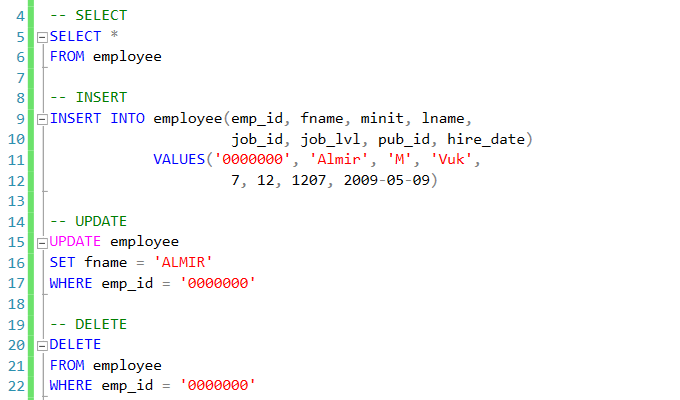 4 -- SELECT
5 SELECT *
6 FROM employee
7
8 -- INSERT
9 INSERT INTO employee(emp_id, fname, minit, lname,
10 job_id, job_lvl, pub_id, hire_date)
11 VALUES('0000000', 'Almir', 'M', 'Vuk',
12 7, 12, 1207, 2009-05-09)
13
14 -- UPDATE
15 UPDATE employee
16 SET fname = 'ALMIR'
17 WHERE emp_id = '0000000'
18
19 -- DELETE
20 DELETE
21 FROM employee
22 WHERE emp_id = '0000000'